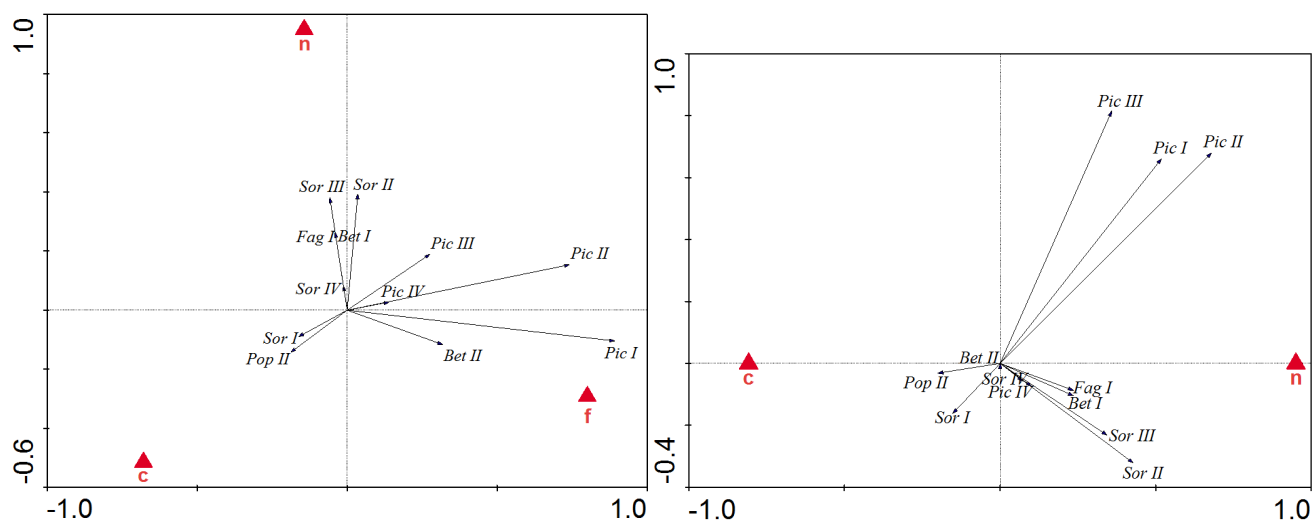 1.0
n
Sor III
Sor II
Fag I
Bet I
Pic III
Pic II
Sor IV
Pic IV
Sor I
Pop II
Bet II
Pic I
f
c
-0.6
-1.0
1.0
1.0
Pic III
Pic I
Pic II
Bet II
c
n
Pop II
Sor IV
Fag I
Pic IV
Bet I
Sor I
Sor III
Sor II
-0.4
-1.0
1.0